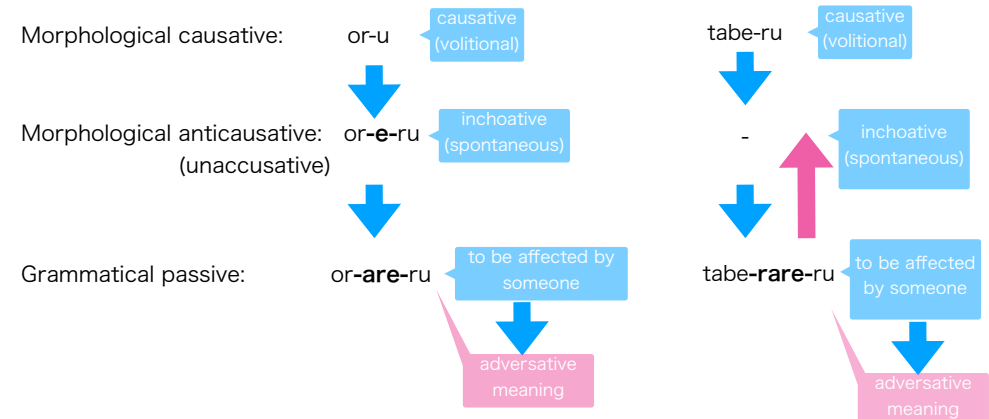 Morphological causative:
or-u
causative
(volitional)
tabe-ru
causative
(volitional)
Morphological anticausative:
(unaccusative)
or-e-ru
inchoative
(spontaneous)
-
inchoative
(spontaneous)
Grammatical passive:
or-are-ru
to be affected by
someone
tabe-rare-ru
to be affected
by someone
adversative
meaning
adversative
meaning